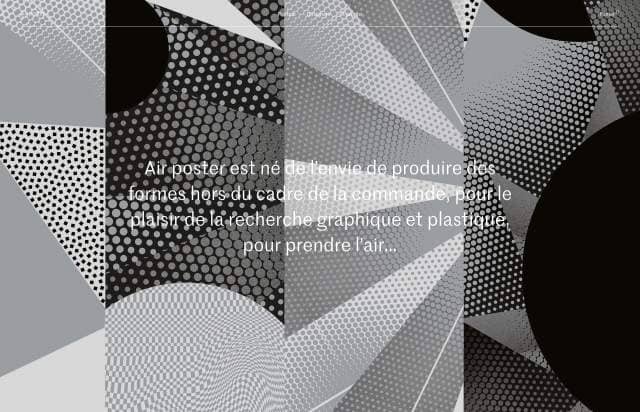 Air poster est né de l'envie de produire des
formes hors du cadre de la commande, pour le
plaisir de la recherche graphique et plastique,
pour prendre l'air...